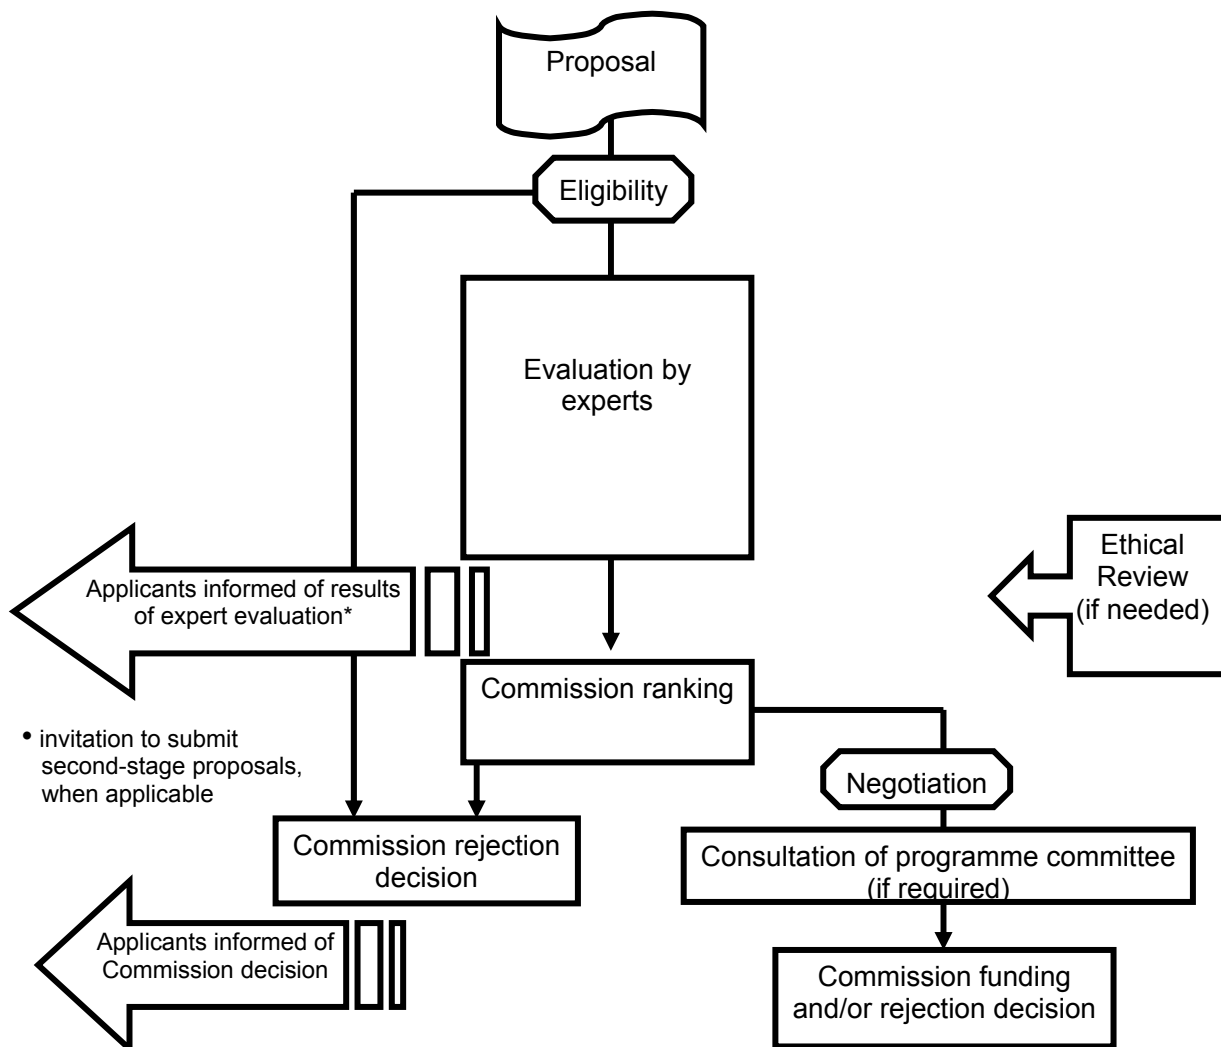 Proposal
Eligibility
Evaluation by
experts
Ethical
Review
(if needed)
Applicants informed of results
of expert evaluation*
Commission ranking
• invitation to submit
second-stage proposals,
when applicable
Negotiation
Commission rejection
decision
Consultation of programme committee
(if required)
Applicants informed of
Commission decision
Commission funding
and/or rejection decision